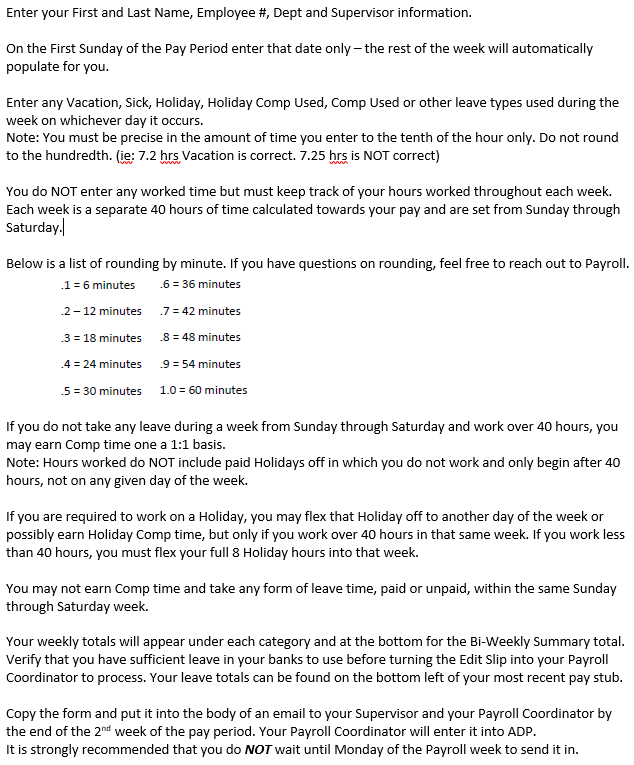 Enter your First and Last Name, Employee #, Dept and Supervisor information.
On the First Sunday of the Pay Period enter that date only – the rest of the week will automatically
populate for you.
Enter any Vacation, Sick, Holiday, Holiday Comp Used, Comp Used or other leave types used during the
week on whichever day it occurs.
Note: You must be precise in the amount of time you enter to the tenth of the hour only. Do not round
to the hundredth. (ie: 7.2 hrs Vacation is correct. 7.25 hrs is NOT correct)
You do NOT enter any worked time but must keep track of your hours worked throughout each week.
Each week is a separate 40 hours of time calculated towards your pay and are set from Sunday through
Saturday.
Below is a list of rounding by minute. If you have questions on rounding, feel free to reach out to Payroll.
.1 = 6 minutes .6 = 36 minutes
.2 – 12 minutes .7 = 42 minutes
.3 = 18 minutes .8 = 48 minutes
.4 = 24 minutes .9 = 54 minutes
.5 = 30 minutes 1.0 = 60 minutes
If you do not take any leave during a week from Sunday through Saturday and work over 40 hours, you
may earn Comp time one a 1:1 basis.
Note: Hours worked do NOT include paid Holidays off in which you do not work and only begin after 40
hours, not on any given day of the week.
If you are required to work on a Holiday, you may flex that Holiday off to another day of the week or
possibly earn Holiday Comp time, but only if you work over 40 hours in that same week. If you work less
than 40 hours, you must flex your full 8 Holiday hours into that week.
You may not earn Comp time and take any form of leave time, paid or unpaid, within the same Sunday
through Saturday week.
Your weekly totals will appear under each category and at the bottom for the Bi-Weekly Summary total.
Verify that you have sufficient leave in your banks to use before turning the Edit Slip into your Payroll
Coordinator to process. Your leave totals can be found on the bottom left of your most recent pay stub.
Copy the form and put it into the body of an email to your Supervisor and your Payroll Coordinator by
the end of the 2nd week of the pay period. Your Payroll Coordinator will enter it into ADP.
It is strongly recommended that you do NOT wait until Monday of the Payroll week to send it in.